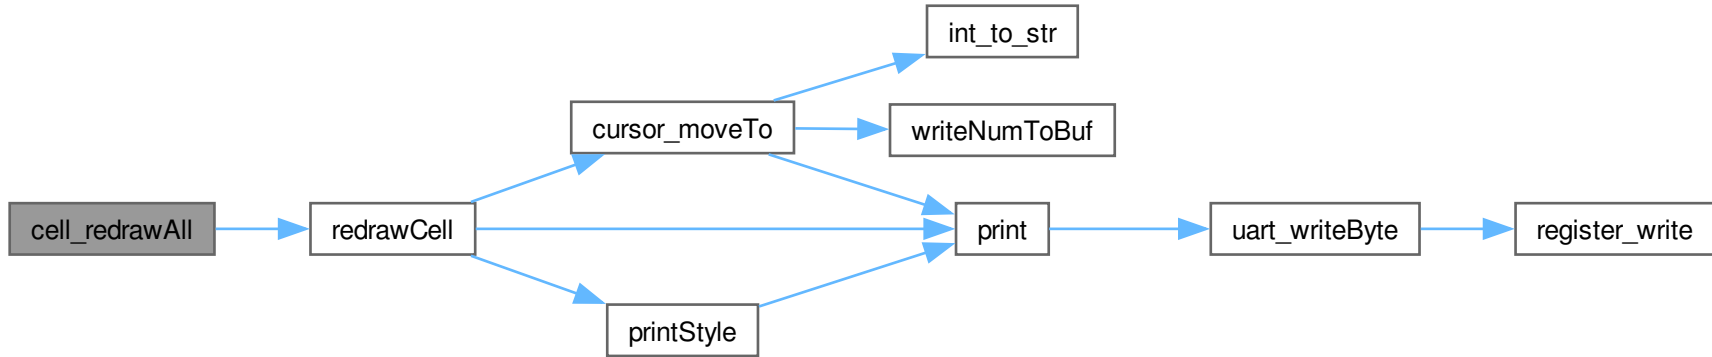 cell_redrawAll
redrawCell
cursor_moveTo
int_to_str
writeNumToBuf
print
uart_writeByte
register_write
printStyle